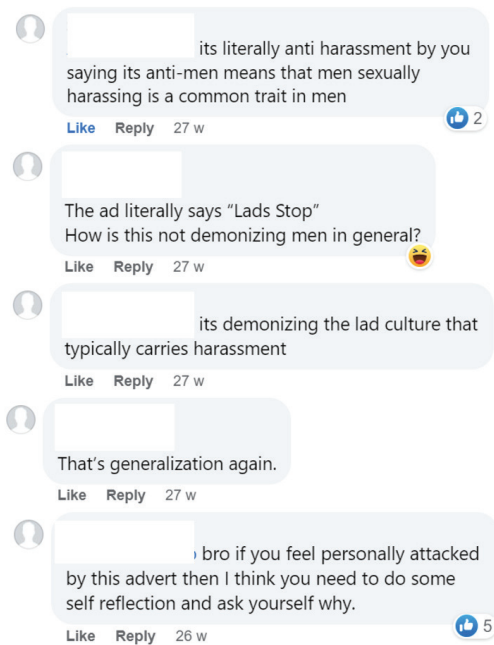 its literally anti harassment by you
saying its anti-men means that men sexually
harassing is a common trait in men
2
Like Reply 27 w
The ad literally says “Lads Stop”
How is this not demonizing men in general?
Like Reply 27 w
its demonizing the lad culture that
typically carries harassment
Like Reply 27 w
That's generalization again.
Like Reply 27 w
bro if you feel personally attacked
by this advert then I think you need to do some
self reflection and ask yourself why.
5
Like Reply 26 w